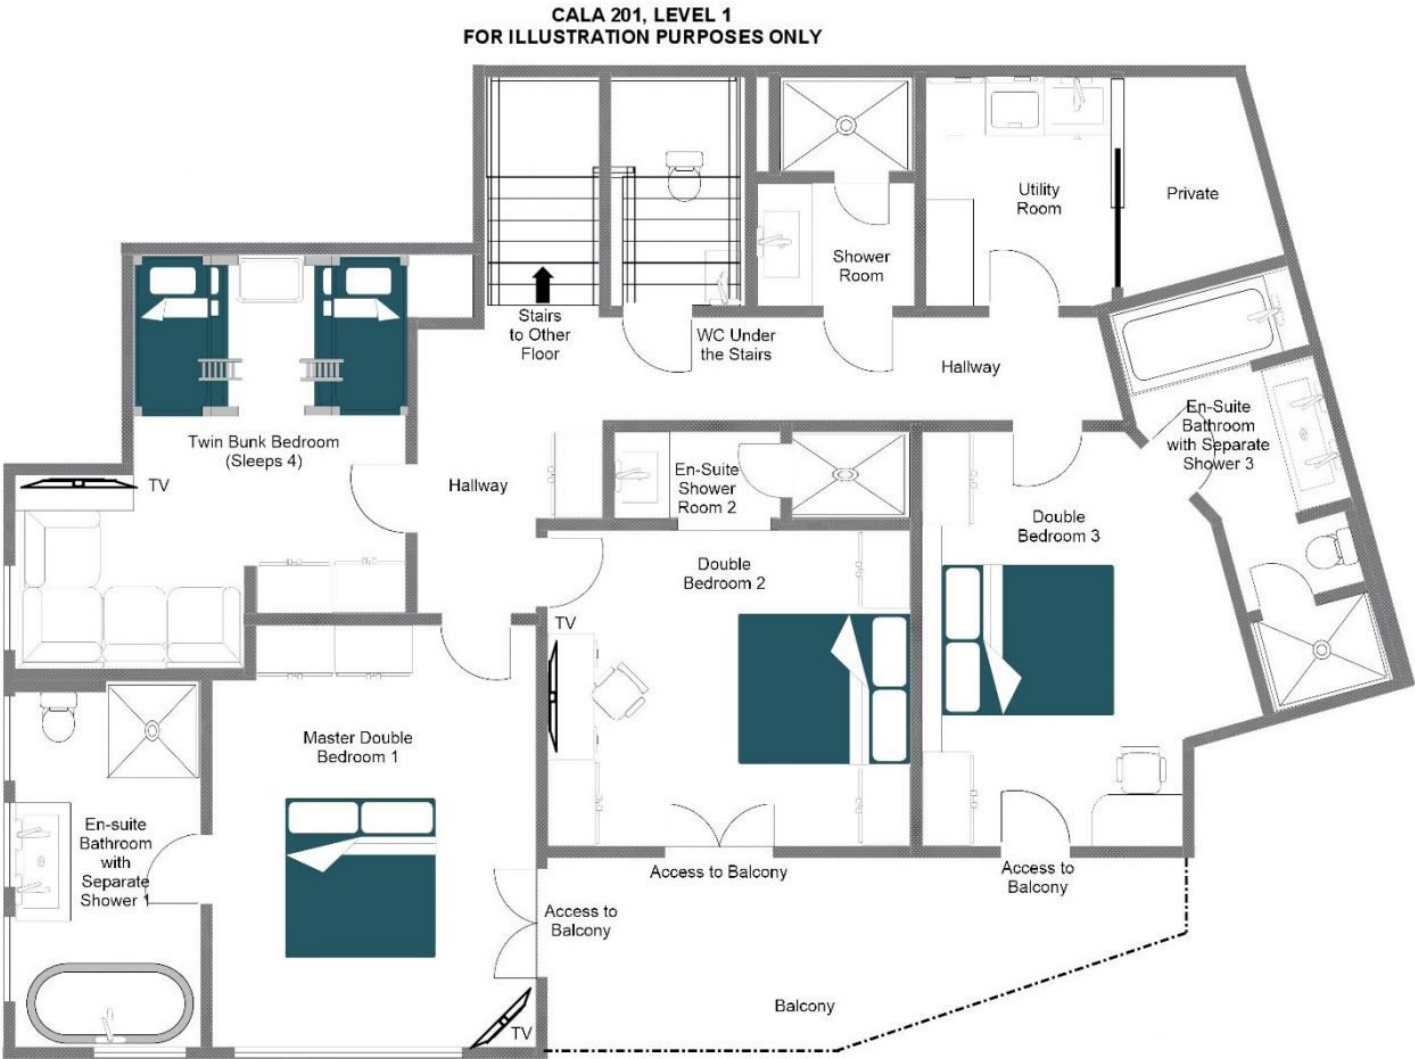 CALA 201, LEVEL 1
FOR ILLUSTRATION PURPOSES ONLY
Utility
Room
Private
Shower
Room
Stairs
to Other
Floor
WC Under
the Stairs
Hallway
En-Suite
Bathroom
with Separate
Shower 3
Twin Bunk Bedroom
(Sleeps 4)
TV
Hallway
En-Suite
Shower
Room 2
Double
Bedroom 3
Double
Bedroom 2
TV
Master Double
Bedroom 1
En-suite
Bathroom
with
Separate
Shower 1
Access to Balcony
Access to
Balcony
Access to
Balcony
Balcony
TV